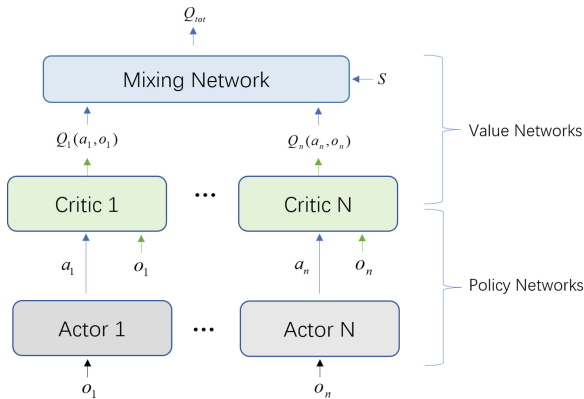 Q_tot
Mixing Network
S
Value Networks
Q_1(a_1, o_1)
Q_n(a_n, o_n)
Critic 1
...
Critic N
a_1
o_1
a_n
o_n
Policy Networks
Actor 1
...
Actor N
o_1
o_n